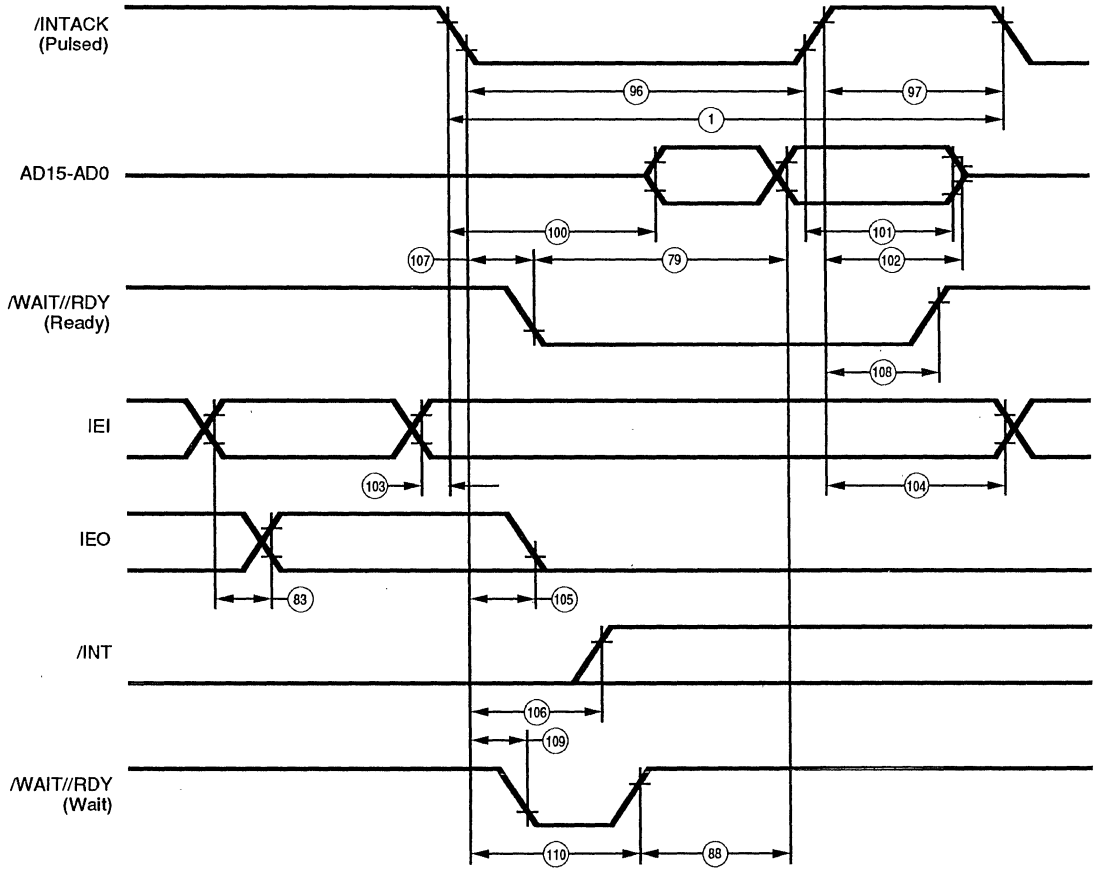 /INTACK
(Pulsed)
96
97
1
AD15-AD0
100
101
107
79
102
/WAIT//RDY
(Ready)
108
IEI
103
104
IEO
83
105
/INT
106
109
/WAIT//RDY
(Wait)
110
88